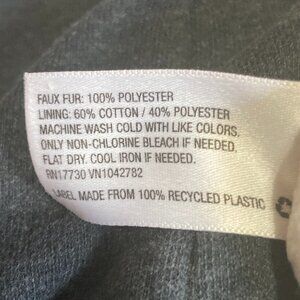 FAUX FUR: 100% POLYESTER
LINING: 60% COTTON / 40% POLYESTER
MACHINE WASH COLD WITH LIKE COLORS.
ONLY NON-CHLORINE BLEACH IF NEEDED.
FLAT DRY. COOL IRON IF NEEDED.
RN17730 VN1042782
LABEL MADE FROM 100% RECYCLED PLASTIC